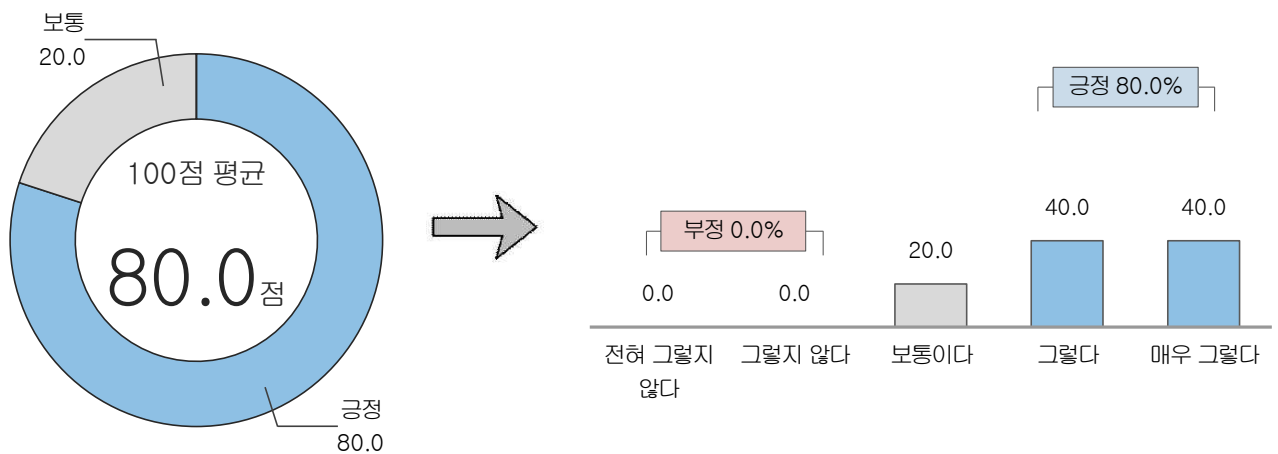 보통
20.0
100점 평균
80.0점
긍정
80.0
긍정 80.0%
부정 0.0%
0.0
0.0
20.0
40.0
40.0
전혀 그렇지
않다
그렇지 않다
보통이다
그렇다
매우 그렇다